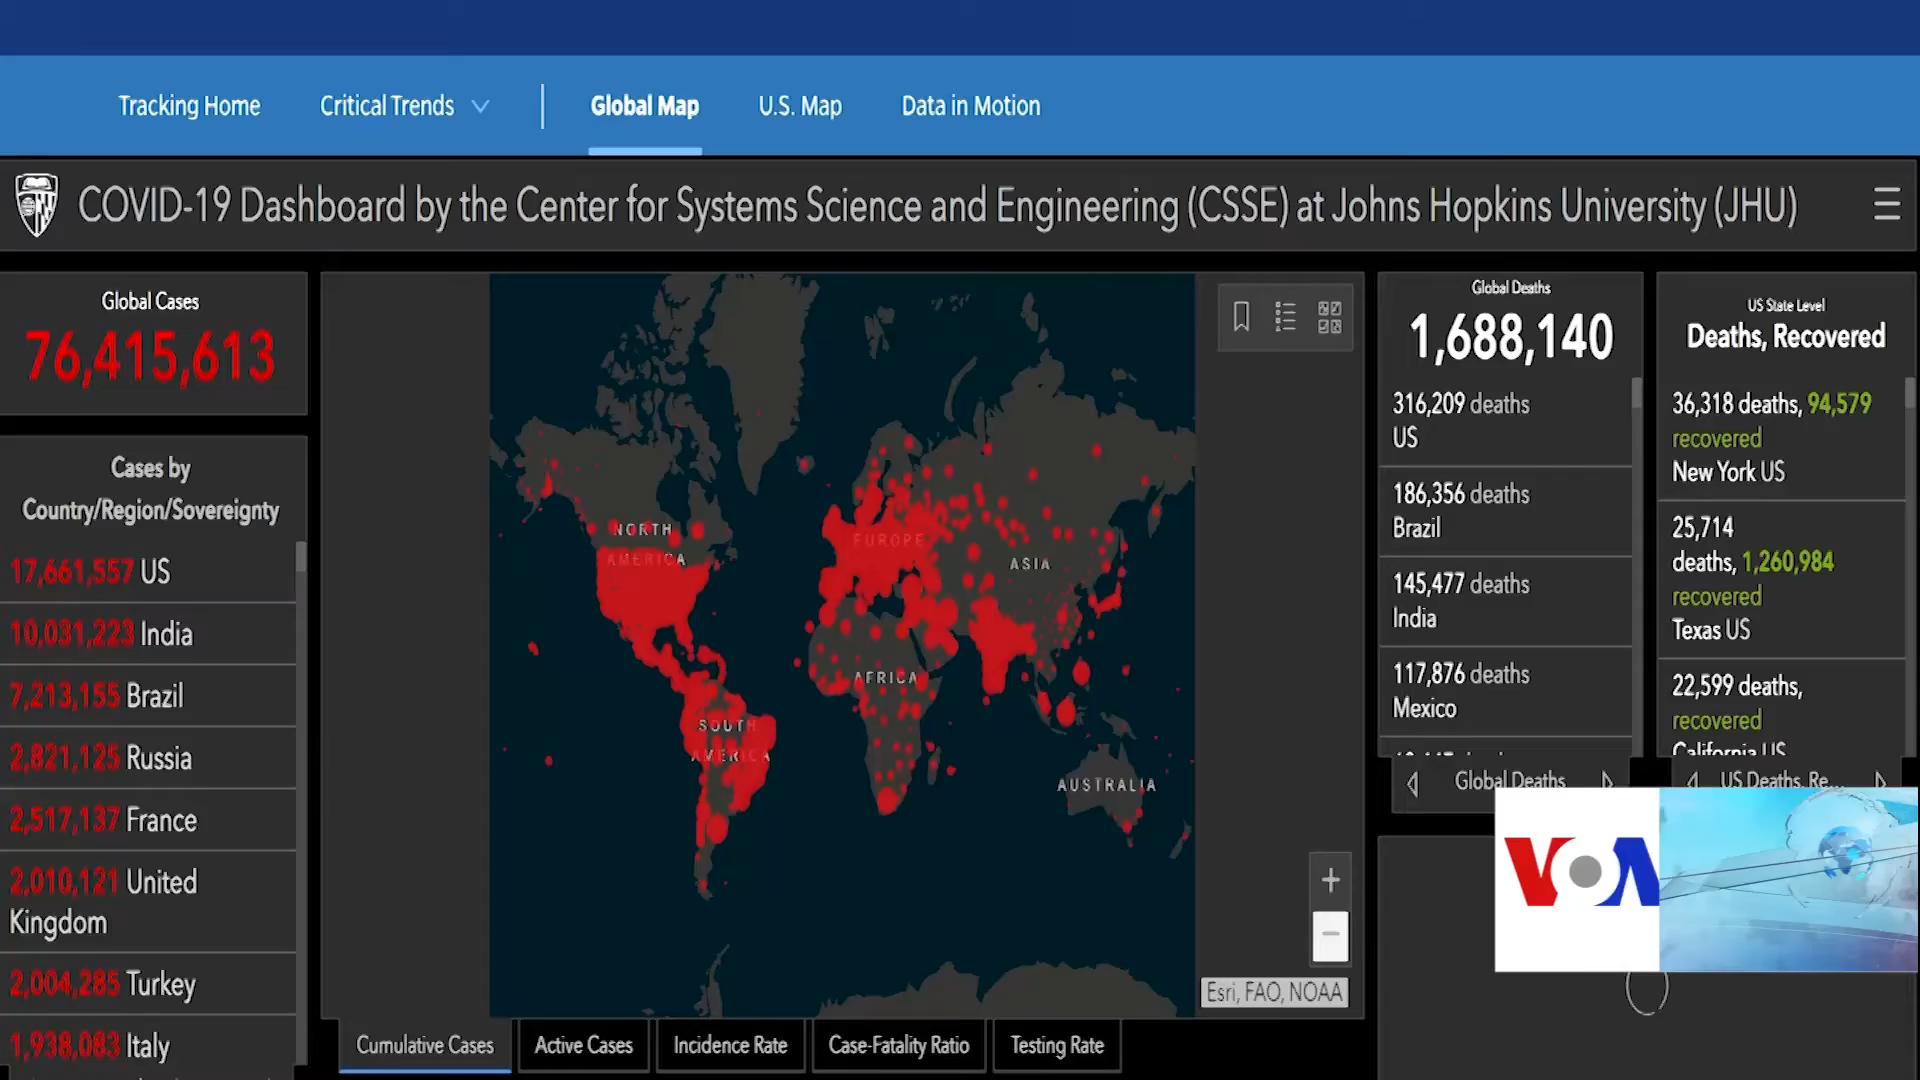 Tracking Home
Critical Trends
Global Map
U.S. Map
Data in Motion
COVID-19 Dashboard by the Center for Systems Science and Engineering (CSSE) at Johns Hopkins University (JHU)
Global Cases
76,415,613
Cases by
Country/Region/Sovereignty
17,661,557 US
10,031,223 India
7,213,155 Brazil
2,821,125 Russia
2,517,137 France
2,010,121 United
Kingdom
2,004,285 Turkey
1,938,083 Italy
NORTH
AMERICA
EUROPE
ASIA
AFRICA
SOUTH
AMERICA
AUSTRALIA
Esri, FAO, NOAA
Cumulative Cases
Active Cases
Incidence Rate
Case-Fatality Ratio
Testing Rate
Global Deaths
1,688,140
316,209 deaths
US
186,356 deaths
Brazil
145,477 deaths
India
117,876 deaths
Mexico
Global Deaths
US State Level
Deaths, Recovered
36,318 deaths, 94,579
recovered
New York US
25,714
deaths, 1,260,984
recovered
Texas US
22,599 deaths,
recovered
California US
US Deaths, Re...
VOA